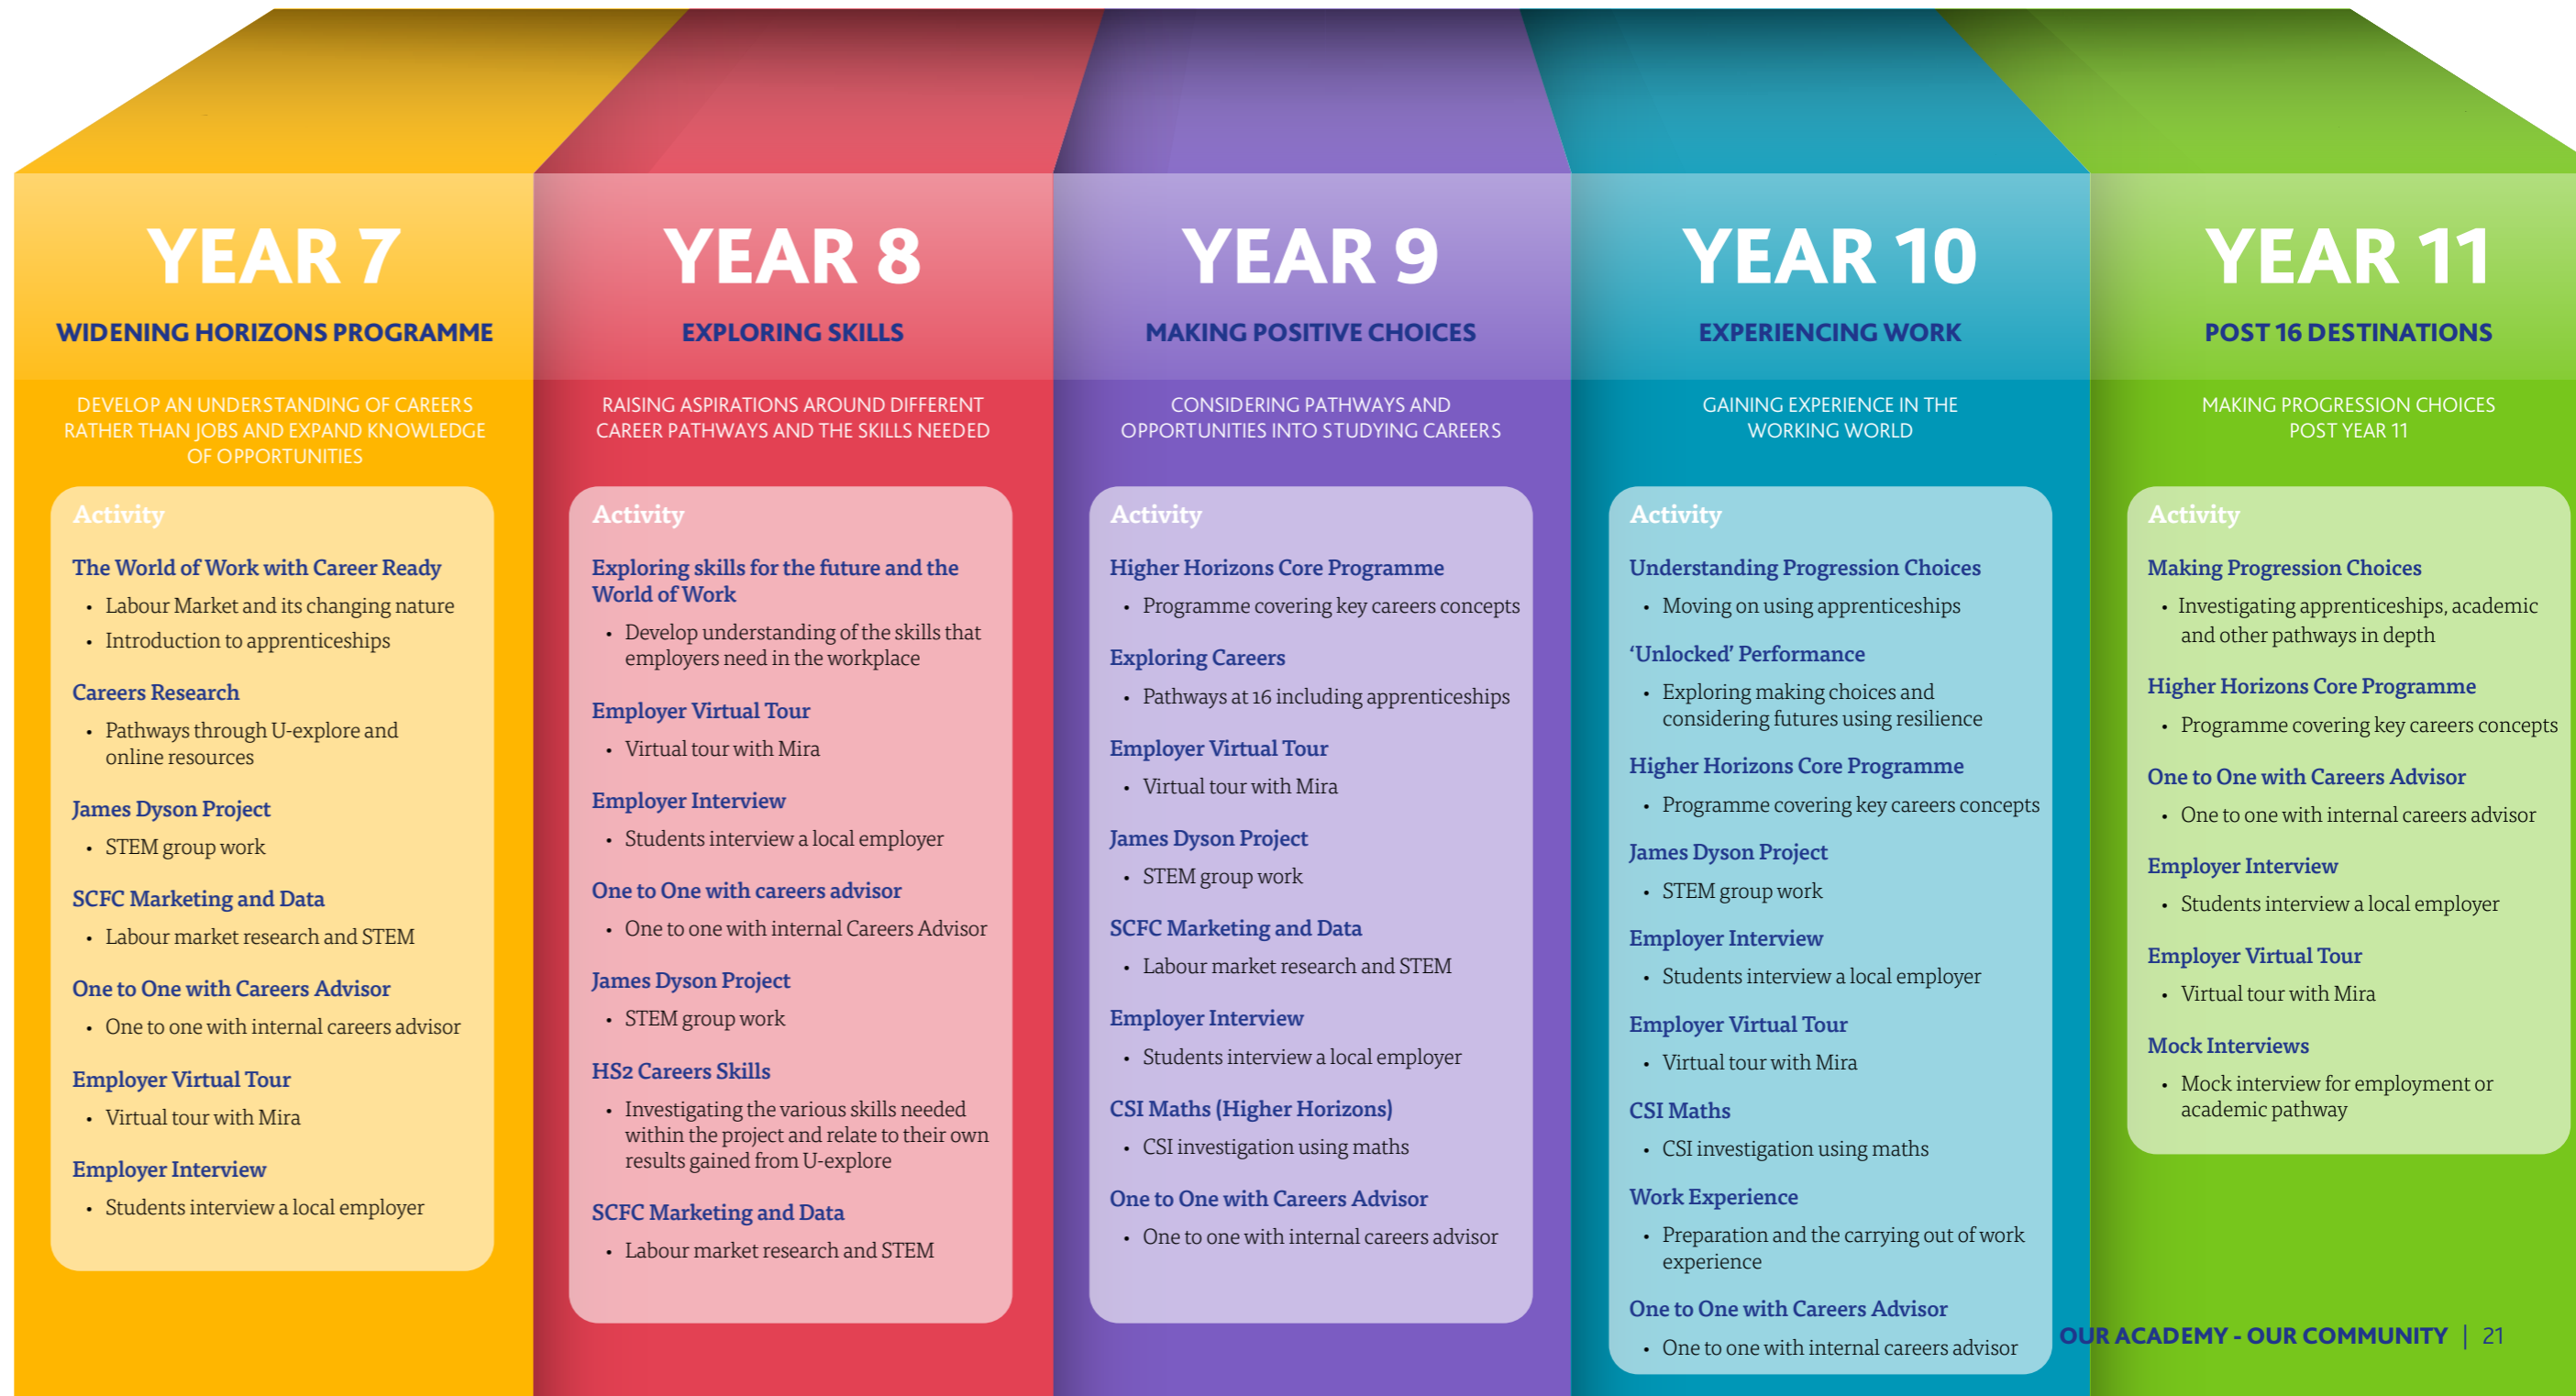 YEAR 7
WIDENING HORIZONS PROGRAMME
DEVELOP AN UNDERSTANDING OF CAREERS
RATHER THAN JOBS AND EXPAND KNOWLEDGE
OF OPPORTUNITIES
Activity
The World of Work with Career Ready
• Labour Market and its changing nature
• Introduction to apprenticeships
Careers Research
• Pathways through U-explore and
online resources
James Dyson Project
• STEM group work
SCFC Marketing and Data
• Labour market research and STEM
One to One with Careers Advisor
• One to one with internal careers advisor
Employer Virtual Tour
• Virtual tour with Mira
Employer Interview
• Students interview a local employer
YEAR 8
EXPLORING SKILLS
RAISING ASPIRATIONS AROUND DIFFERENT
CAREER PATHWAYS AND THE SKILLS NEEDED
Activity
Exploring skills for the future and the
World of Work
• Develop understanding of the skills that
employers need in the workplace
Employer Virtual Tour
• Virtual tour with Mira
Employer Interview
• Students interview a local employer
One to One with careers advisor
• One to one with internal Careers Advisor
James Dyson Project
• STEM group work
HS2 Careers Skills
• Investigating the various skills needed
within the project and relate to their own
results gained from U-explore
SCFC Marketing and Data
• Labour market research and STEM
YEAR 9
MAKING POSITIVE CHOICES
CONSIDERING PATHWAYS AND
OPPORTUNITIES INTO STUDYING CAREERS
Activity
Higher Horizons Core Programme
• Programme covering key careers concepts
Exploring Careers
• Pathways at 16 including apprenticeships
Employer Virtual Tour
• Virtual tour with Mira
James Dyson Project
• STEM group work
SCFC Marketing and Data
• Labour market research and STEM
Employer Interview
• Students interview a local employer
CSI Maths (Higher Horizons)
• CSI investigation using maths
One to One with Careers Advisor
• One to one with internal careers advisor
YEAR 10
EXPERIENCING WORK
GAINING EXPERIENCE IN THE
WORKING WORLD
Activity
Understanding Progression Choices
• Moving on using apprenticeships
‘Unlocked’ Performance
• Exploring making choices and
considering futures using resilience
Higher Horizons Core Programme
• Programme covering key careers concepts
James Dyson Project
• STEM group work
Employer Interview
• Students interview a local employer
Employer Virtual Tour
• Virtual tour with Mira
CSI Maths
• CSI investigation using maths
Work Experience
• Preparation and the carrying out of work
experience
One to One with Careers Advisor
• One to one with internal careers advisor
YEAR 11
POST 16 DESTINATIONS
MAKING PROGRESSION CHOICES
POST YEAR 11
Activity
Making Progression Choices
• Investigating apprenticeships, academic
and other pathways in depth
Higher Horizons Core Programme
• Programme covering key careers concepts
One to One with Careers Advisor
• One to one with internal careers advisor
Employer Interview
• Students interview a local employer
Employer Virtual Tour
• Virtual tour with Mira
Mock Interviews
• Mock interview for employment or
academic pathway
OUR ACADEMY - OUR COMMUNITY | 21